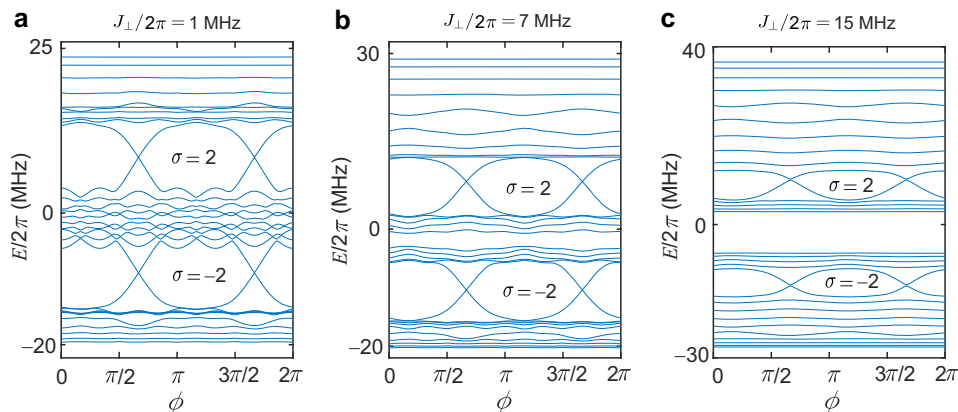 a J⊥/2π = 1 MHz
25
0
−20
E/2π (MHz)
σ = 2
σ = −2
0 π/2 π 3π/2 2π
ϕ
b J⊥/2π = 7 MHz
30
0
−20
E/2π (MHz)
σ = 2
σ = −2
0 π/2 π 3π/2 2π
ϕ
c J⊥/2π = 15 MHz
40
0
−30
E/2π (MHz)
σ = 2
σ = −2
0 π/2 π 3π/2 2π
ϕ